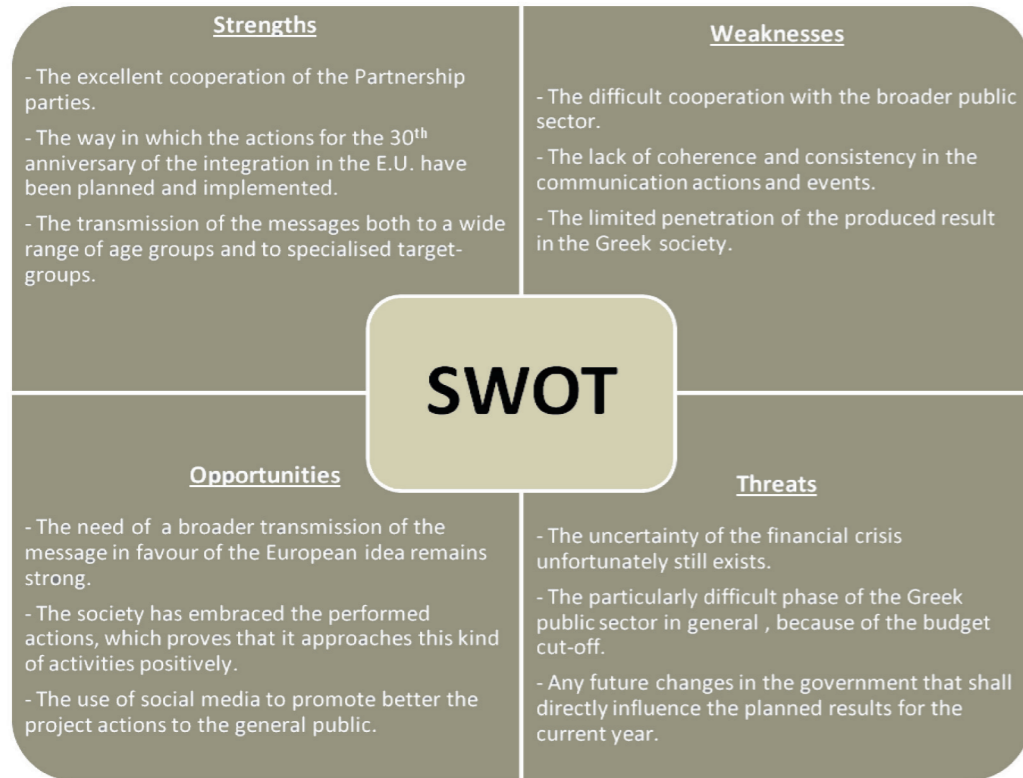 Strengths
- The excellent cooperation of the Partnership
parties.
- The way in which the actions for the 30th
anniversary of the integration in the E.U. have
been planned and implemented.
- The transmission of the messages both to a wide
range of age groups and to specialised target-
groups.
Weaknesses
- The difficult cooperation with the broader public
sector.
- The lack of coherence and consistency in the
communication actions and events.
- The limited penetration of the produced result
in the Greek society.
SWOT
Opportunities
- The need of  a broader transmission of the
message in favour of the European idea remains
strong.
- The society has embraced the performed
actions, which proves that it approaches this kind
of activities positively.
- The use of social media to promote better the
project actions to the general public.
Threats
- The uncertainty of the financial crisis
unfortunately still exists.
- The particularly difficult phase of the Greek
public sector in general , because of the budget
cut-off.
- Any future changes in the government that shall
directly influence the planned results for the
current year.